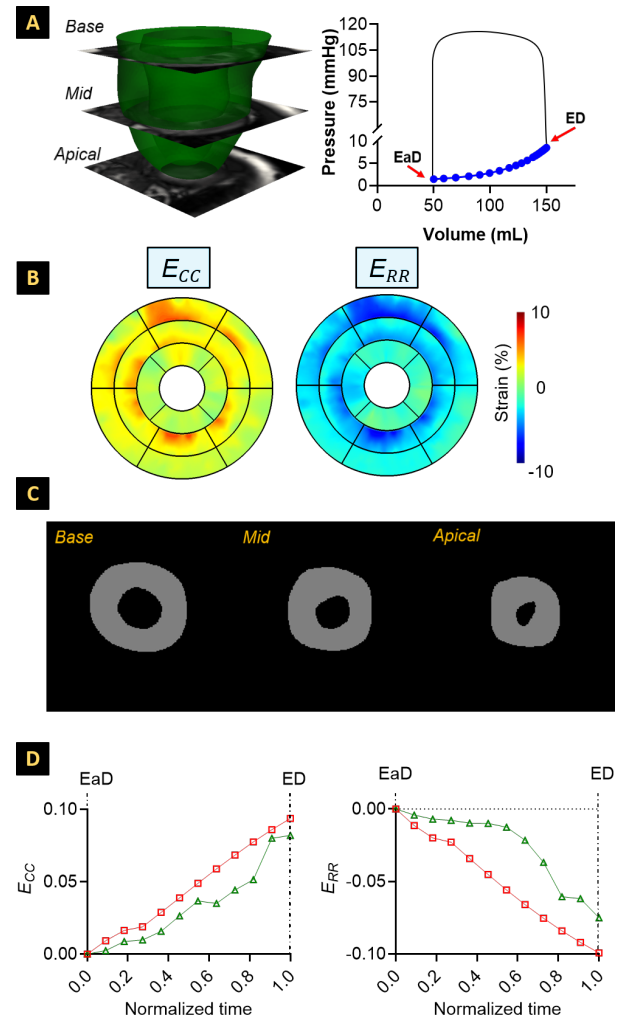 A
Base
Mid
Apical
Pressure (mmHg)
120
105
90
75
10
5
0
EaD
ED
0
50
100
150
Volume (mL)
B
E_CC
E_RR
10
0
-10
Strain (%)
C
Base
Mid
Apical
D
EaD
ED
0.10
0.05
0.00
E_CC
0.0
0.2
0.4
0.6
0.8
1.0
Normalized time
EaD
ED
0.00
-0.05
-0.10
E_RR
0.0
0.2
0.4
0.6
0.8
1.0
Normalized time